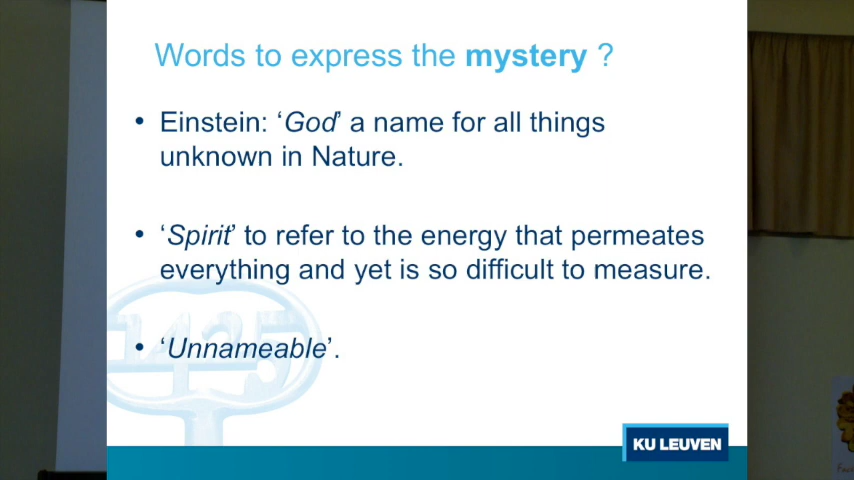 Words to express the mystery ?
• Einstein: ‘God’ a name for all things
unknown in Nature.
• ‘Spirit’ to refer to the energy that permeates
everything and yet is so difficult to measure.
• ‘Unnameable’.
1425
KU LEUVEN